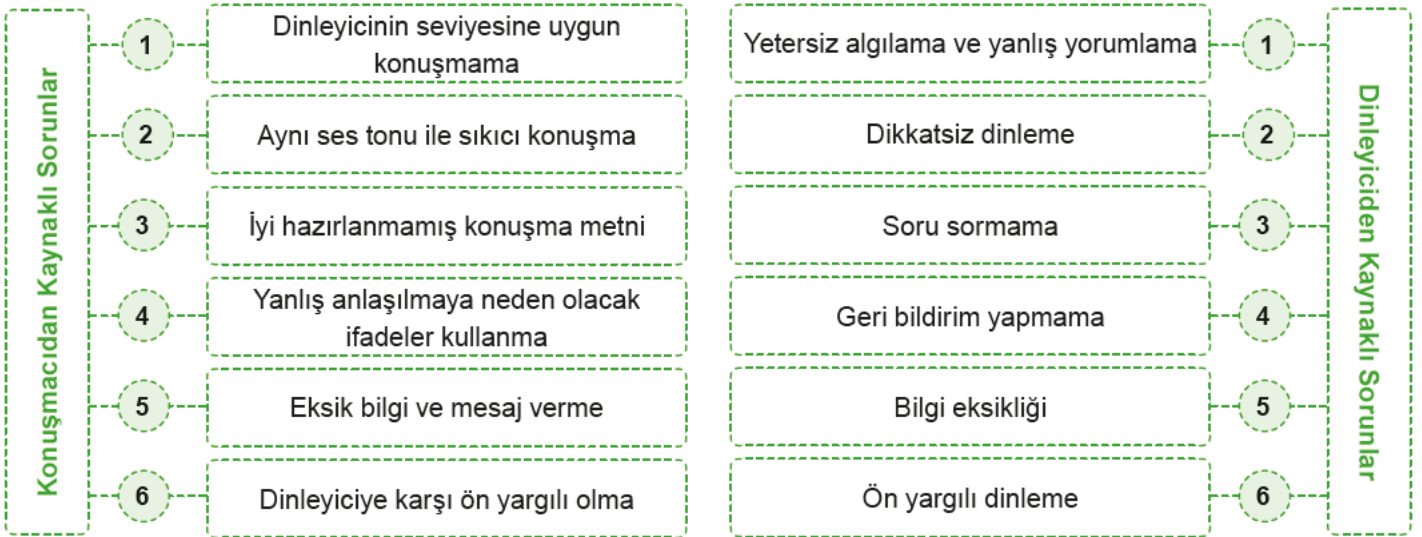 Konuşmacıdan Kaynaklı Sorunlar
1
Dinleyicinin seviyesine uygun
konuşmama
2
Aynı ses tonu ile sıkıcı konuşma
3
İyi hazırlanmamış konuşma metni
4
Yanlış anlaşılmaya neden olacak
ifadeler kullanma
5
Eksik bilgi ve mesaj verme
6
Dinleyiciye karşı ön yargılı olma
Yetersiz algılama ve yanlış yorumlama
1
Dikkatsiz dinleme
2
Soru sormama
3
Geri bildirim yapmama
4
Bilgi eksikliği
5
Ön yargılı dinleme
6
Dinleyiciden Kaynaklı Sorunlar